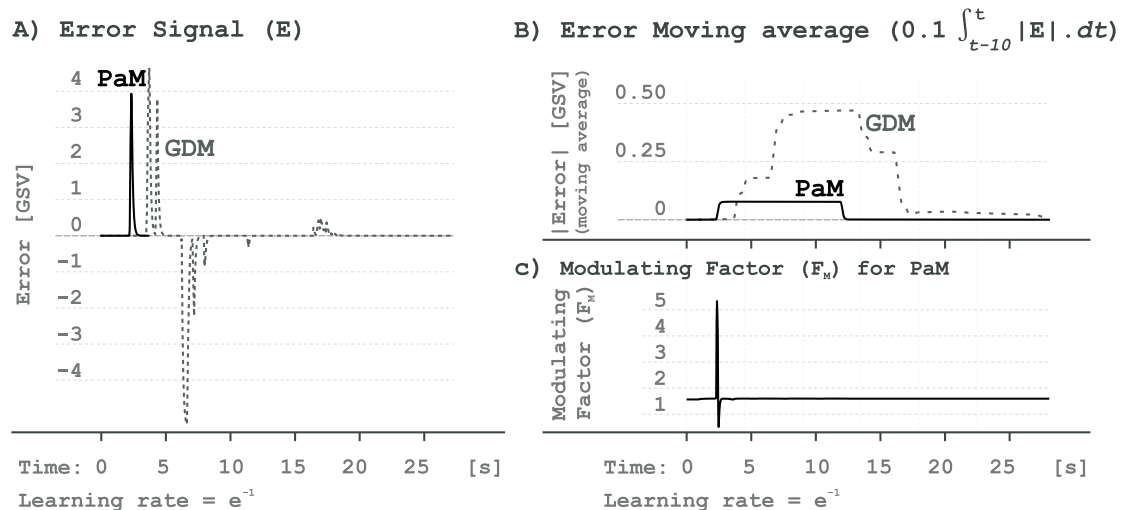 A) Error Signal (E)
4
3
2
1
0
-1
-2
-3
-4
PaM
GDM
Error [GSV]
Time: 0 5 10 15 20 25 [s]
Learning rate = e⁻¹
B) Error Moving average (0.1 ∫ₜ₋₁₀ᵗ |E|.dt)
|Error| [GSV]
(moving average)
0.50
0.25
0
GDM
PaM
c) Modulating Factor (F_M) for PaM
Modulating
Factor (F_M)
5
4
3
2
1
Time: 0 5 10 15 20 25 [s]
Learning rate = e⁻¹